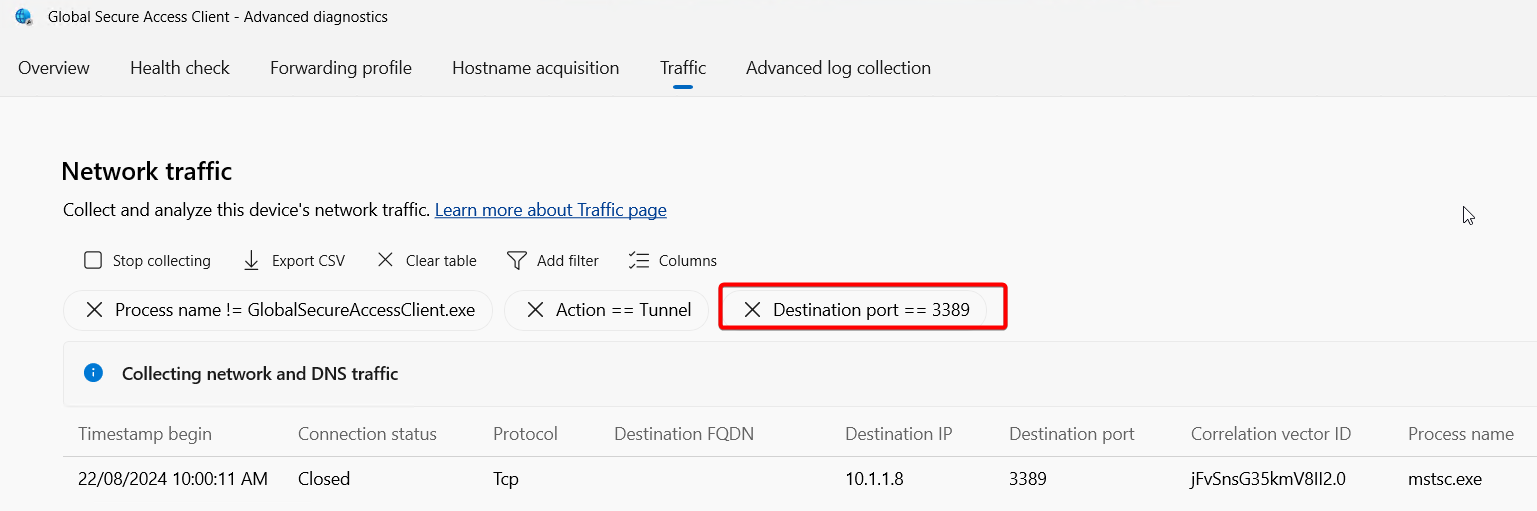 Global Secure Access Client - Advanced diagnostics
Overview Health check Forwarding profile Hostname acquisition Traffic Advanced log collection
Network traffic
Collect and analyze this device's network traffic. Learn more about Traffic page
Stop collecting Export CSV Clear table Add filter Columns
Process name != GlobalSecureAccessClient.exe Action == Tunnel Destination port == 3389
Collecting network and DNS traffic
Timestamp begin Connection status Protocol Destination FQDN Destination IP Destination port Correlation vector ID Process name
22/08/2024 10:00:11 AM Closed Tcp 10.1.1.8 3389 jFvSnsG35kmV8II2.0 mstsc.exe